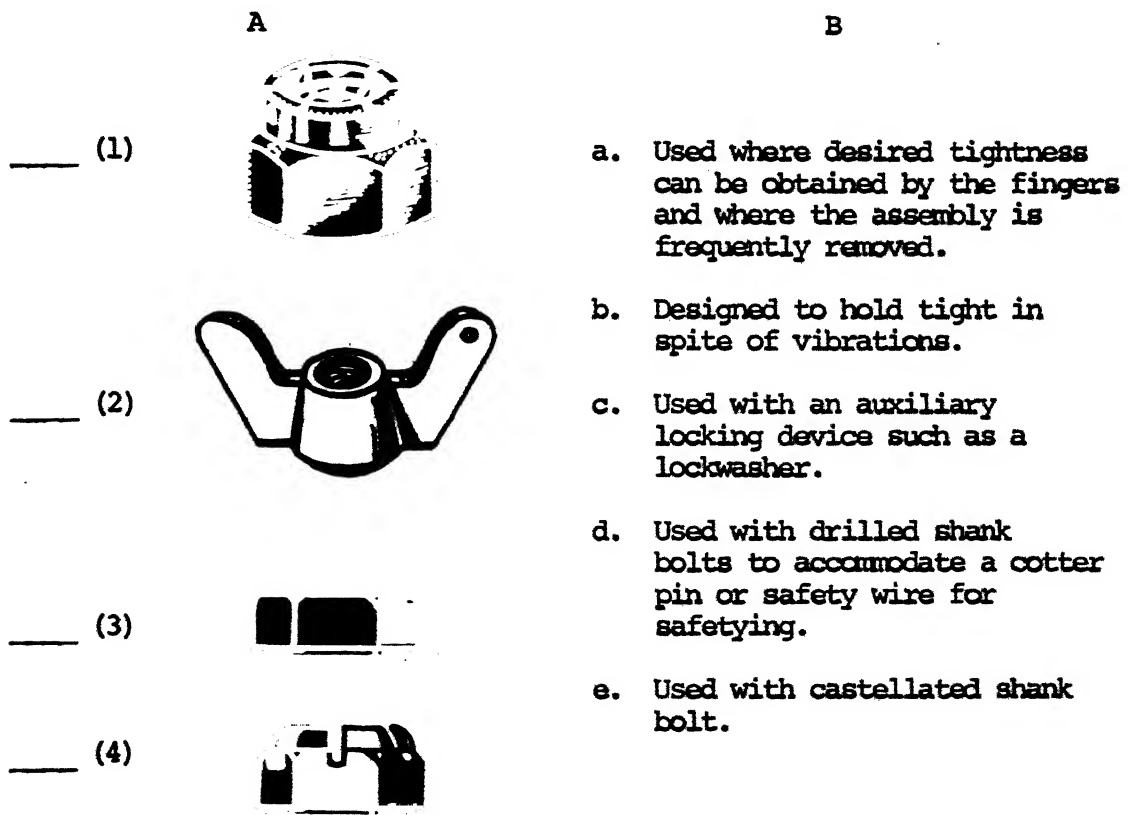 A
B
____ (1)
a. Used where desired tightness
can be obtained by the fingers
and where the assembly is
frequently removed.
b. Designed to hold tight in
spite of vibrations.
____ (2)
c. Used with an auxiliary
locking device such as a
lockwasher.
d. Used with drilled shank
bolts to accommodate a cotter
pin or safety wire for
safetying.
____ (3)
e. Used with castellated shank
bolt.
____ (4)